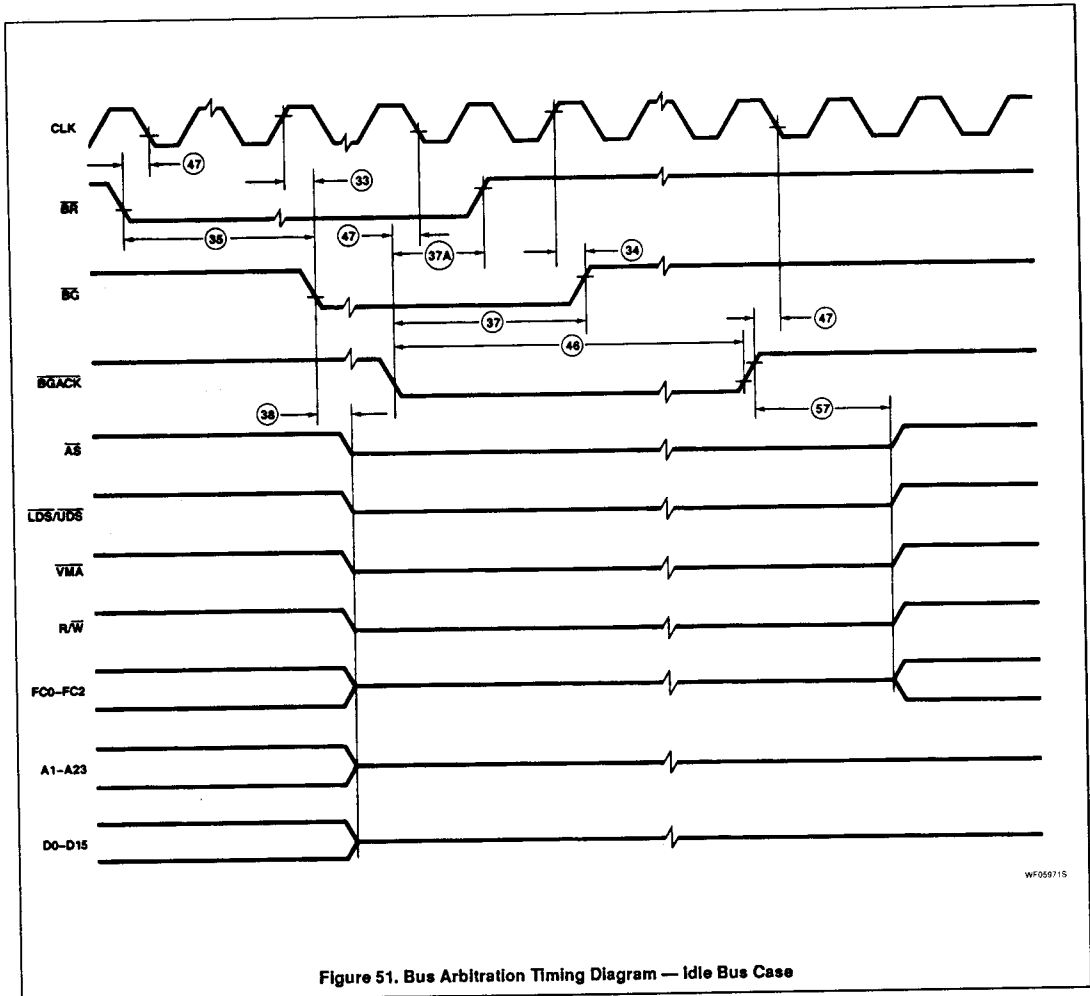 CLK
47
33
BR
35
47
37A
34
BG
37
47
46
BGACK
38
57
AS
LDS/UDS
VMA
R/W
FC0–FC2
A1–A23
D0–D15
WF05971S
Figure 51. Bus Arbitration Timing Diagram — Idle Bus Case